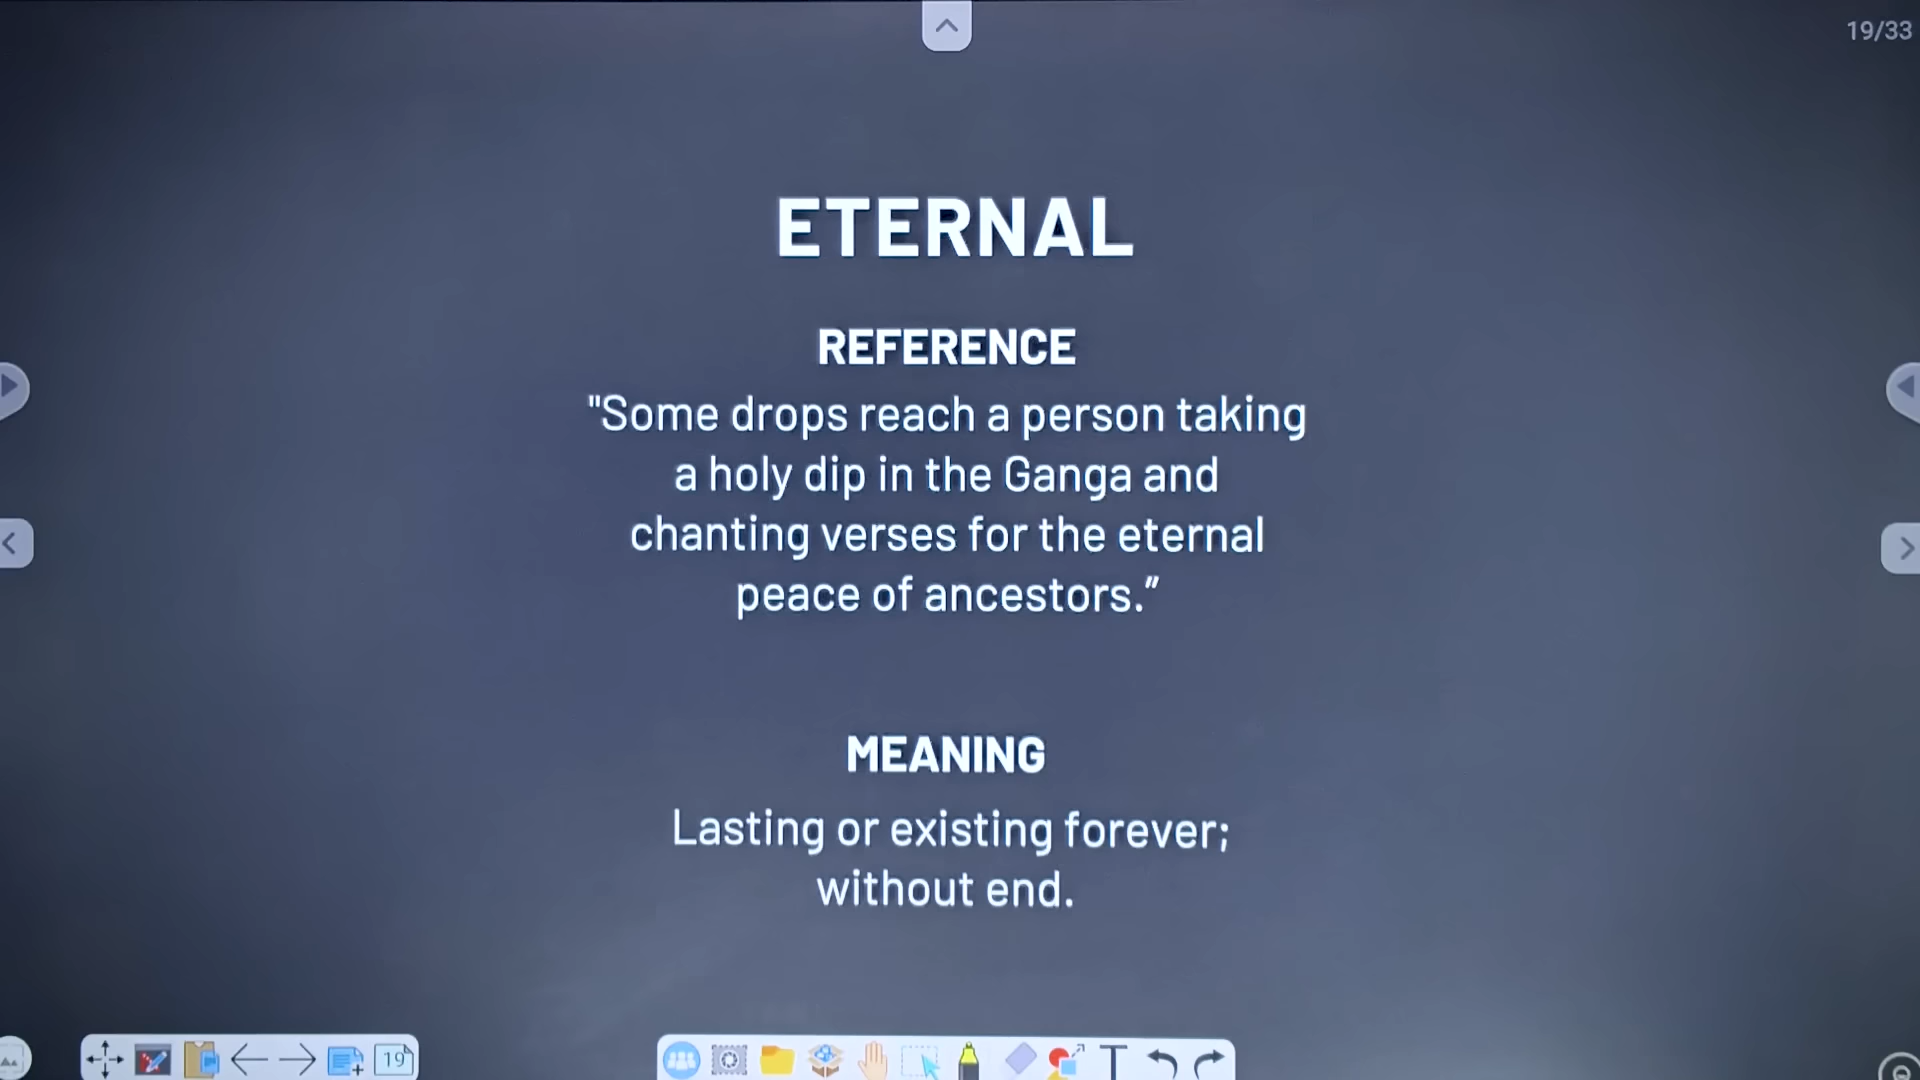 19/33
ETERNAL
REFERENCE
"Some drops reach a person taking
a holy dip in the Ganga and
chanting verses for the eternal
peace of ancestors.”
MEANING
Lasting or existing forever;
without end.
19
T